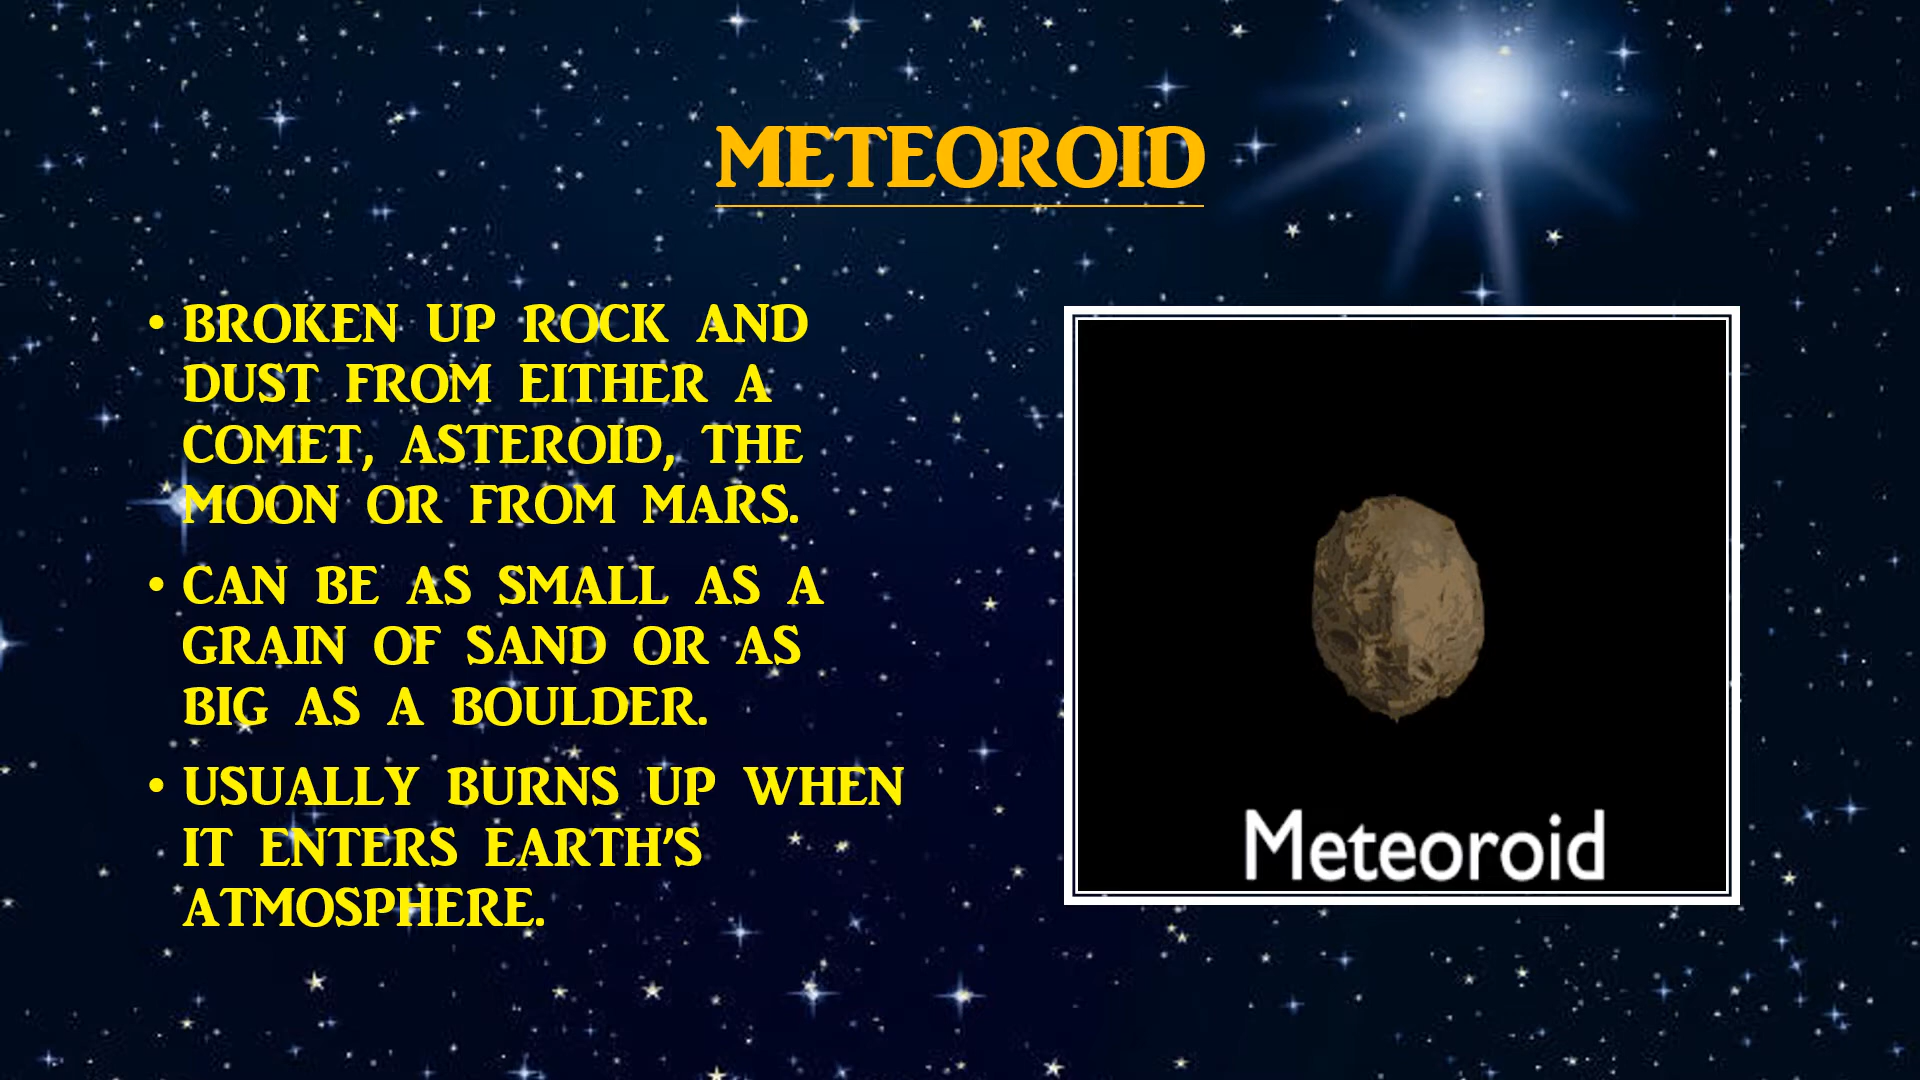 METEOROID
• BROKEN UP ROCK AND
DUST FROM EITHER A
COMET, ASTEROID, THE
MOON OR FROM MARS.
• CAN BE AS SMALL AS A
GRAIN OF SAND OR AS
BIG AS A BOULDER.
• USUALLY BURNS UP WHEN
IT ENTERS EARTH'S
ATMOSPHERE.
Meteoroid